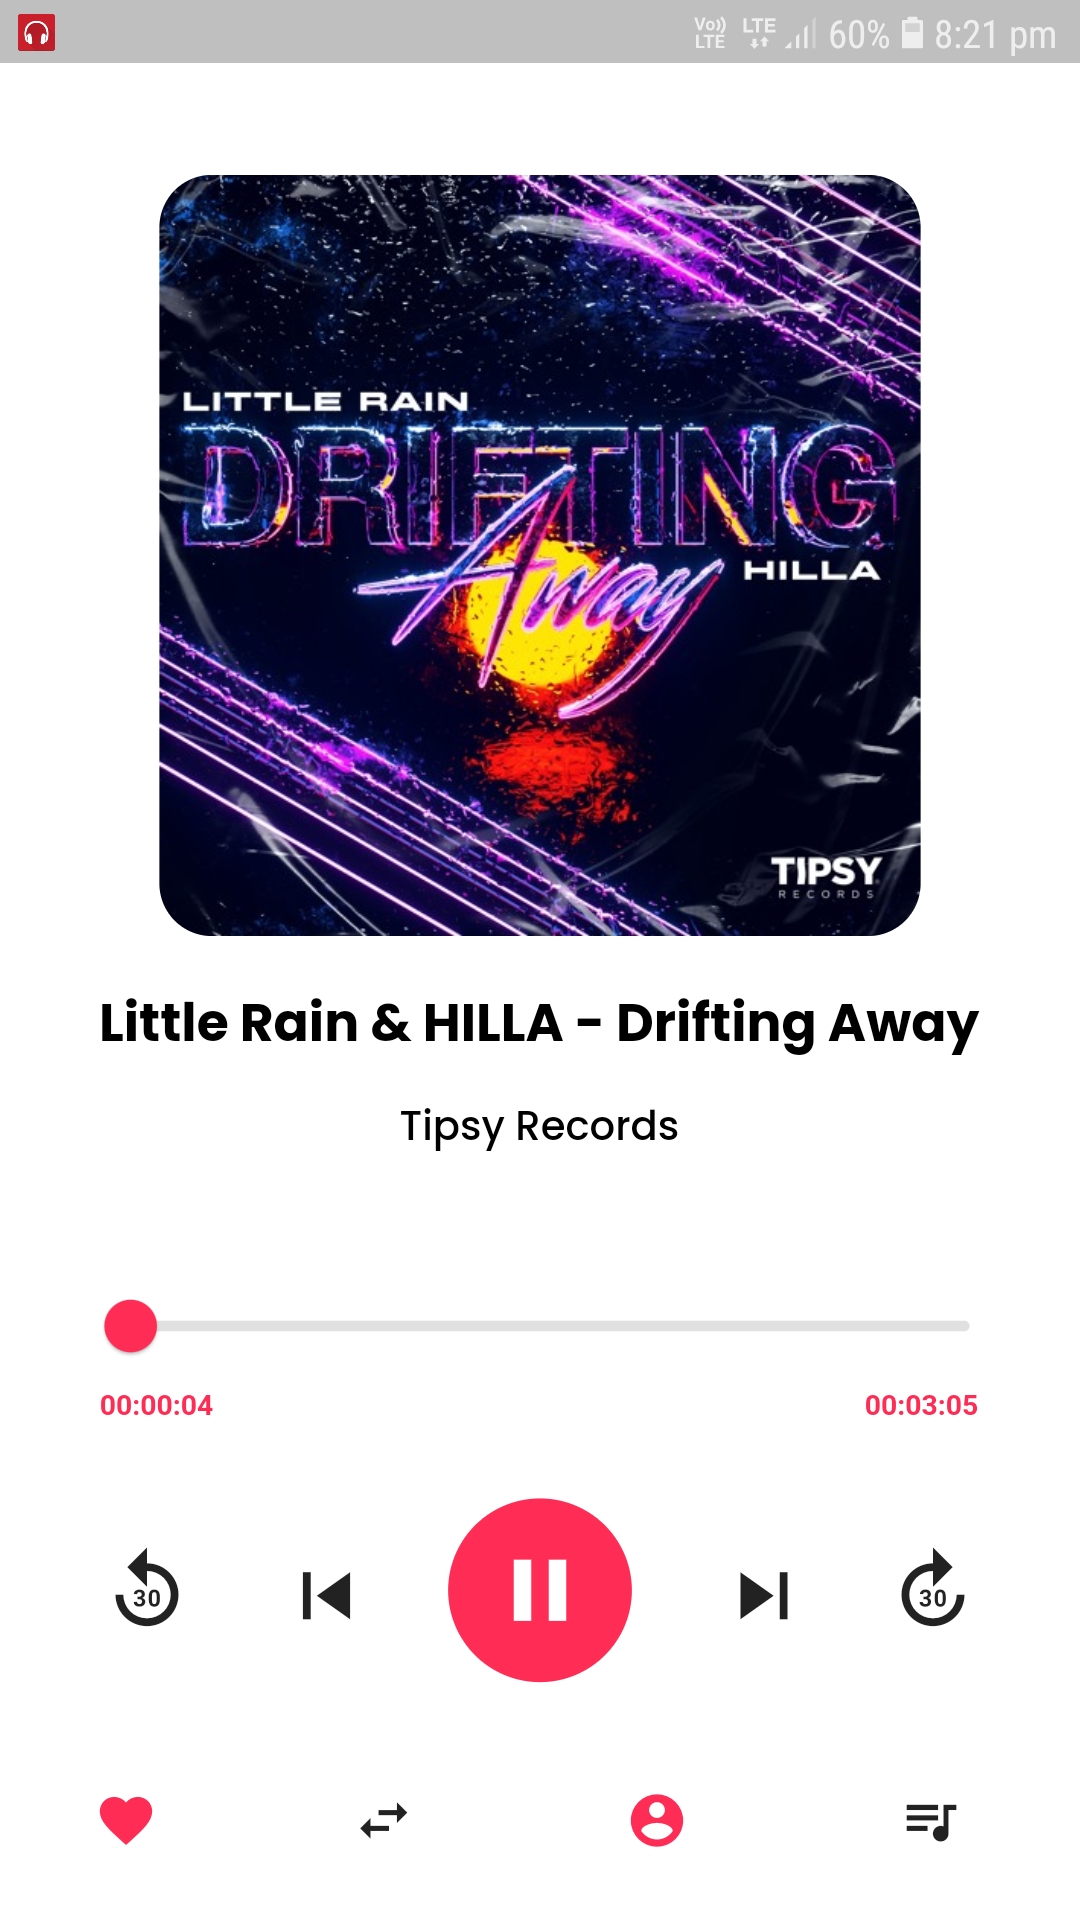 Vo)) LTE LTE 60% 8:21 pm
LITTLE RAIN
DRIFTING
Away
HILLA
TIPSY
RECORDS
Little Rain & HILLA - Drifting Away
Tipsy Records
00:00:04 00:03:05
30 30